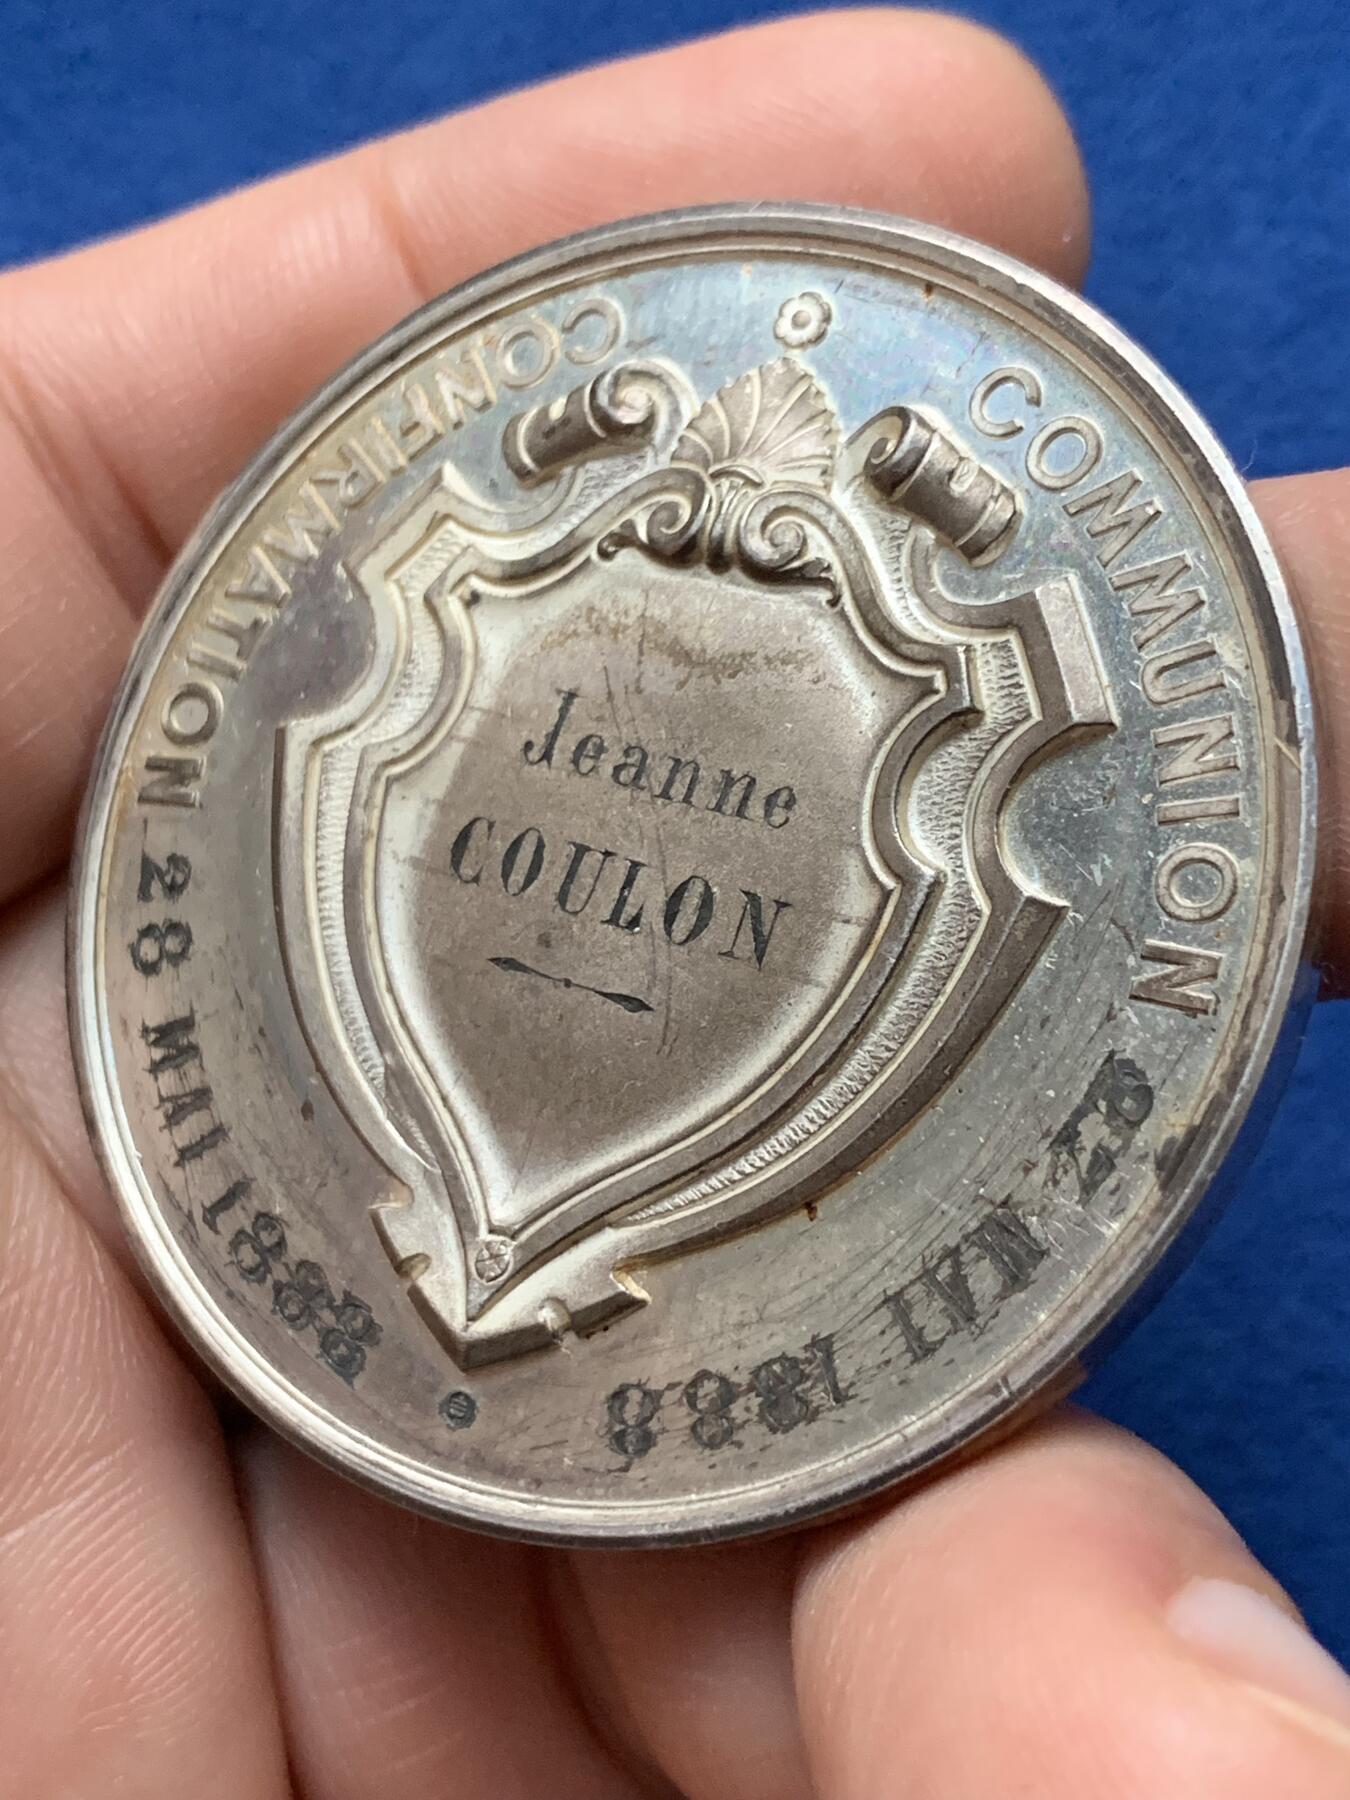 COMMUNION 27 MAI 1888
CONFIRMATION 28 MAI 1888
Jeanne
COULON